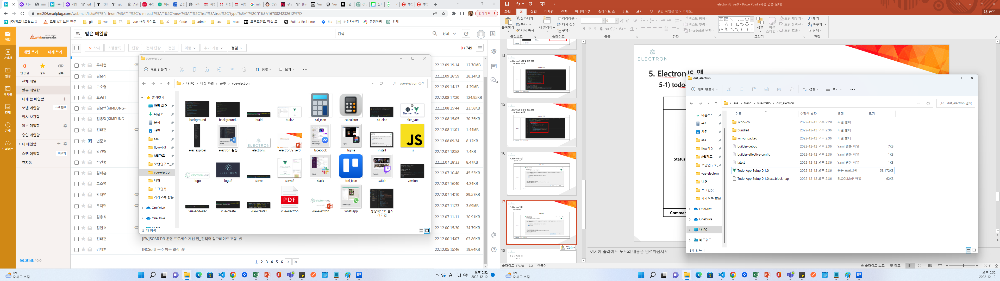 me206.mailplug.com/webmail/lists#%7B"s_fnum"%3A"1"%2C"s_mread"%3A""%2C"view"%3A""%2C"list"%3Atrue%2C"type"%3A""%2C"t"%3A1670824232612%7D
업데이트
(주)위드네트웍스 G...
토탈 ICT 보안 전문...
git
vue
TS
vue 사용 사이트
JS
Code
admin
scss
react
프론트엔드 학습 로...
Build a Real-time...
Jira
LH청약센터
동행복권
천재
메일
연락처
일정
게시판
결재
근태
드라이브
withnetworks
메일 쓰기
내게 쓰기
0
안 읽음
중요
첨부
전체 메일
받은 메일함
내게 쓴 메일함
보낸 메일함
수신 확인
임시 보관함
외부 메일함
승인 메일함
내 메일함
스팸 메일함
비우기
휴지통
491.25 MB /
받은 메일함
검색
상세
삭제
스팸등록
답장
전체 답장
전달
이동
추가 기능
정렬
0 / 749
우재현
22.12.09 19:14 12.76MB
김용식
22.12.09 16:59 18.14KB
고소영
22.12.09 14:13 4.29MB
요즘IT
22.12.08 17:30 134.95KB
김용택(KIMEUNG...
22.12.08 15:44 23.58KB
김용택(KIMEUNG...
22.12.08 15:05 20.35KB
김태훈
22.12.08 11:01 1.44MB
변준호
22.12.08 09:34 8.12KB
박건형
22.12.07 18:58 7.4KB
박건형
22.12.07 18:33 8.47KB
김태훈
22.12.07 16:48 45.53KB
고소영
22.12.07 16:40 4.34KB
박채연
22.12.07 14:10 89.57KB
우재현
22.12.07 11:23 3.69MB
김용식
22.12.07 11:11 26.91KB
김인호
22.12.06 15:30 24.79KB
김태훈
[FW]SOAR DB 운영 프로세스 개선 안_펌웨어 업그레이드 포함
22.12.06 14:07 62.86KB
김태훈
[NCSoft] 금주 방문 일정
22.12.05 15:46 19.64KB
1 2 3 4 5 6
vue-electron
새로 만들기
정렬
보기
내 PC > 바탕 화면 > 공부 > vue-electron
vue-electron 검색
즐겨찾기
바탕 화면
다운로드
문서
사진
aaa
flow사진
8월카드
보안연구소_
vue-electron
내꺼
스크린샷
카카오톡 받은
OneDrive
OneDrive
background
background2
build
built2
cal_icon
calculator
cd-elec
elce_vue
elec_exploer
electron_활용
electronjs
electronJS_ver0
facebook
figma
install
js
logo
logo2
serve
serve2
slack
trel_icon
twitch
version
vue-add-elec
vue-create
vue-create2
vue-electron
vue-electron
whatsapp
정상적으로 설치가되면
31개 항목
0°C
대체로 흐림
오후 2:52
2022-12-12
electronJS_ver0 - PowerPoint (제품 인증 실패)
파일
홈
삽입
디자인
전환
애니메이션
슬라이드 쇼
검토
보기
수행할 작업을 알려 주세요.
공유
붙여넣기
잘라내기
복사
서식 복사
클립보드
새 슬라이드
레이아웃
다시 설정
구역
슬라이드
글꼴
텍스트 방향
텍스트 맞춤
SmartArt로 변환
단락
정렬
빠른 스타일
도형 채우기
도형 윤곽선
도형 효과
그리기
찾기
바꾸기
선택
편집
14
15
16
17
18
(Ctrl)
ELECTRON
5. ElectronJS 앱
5-1) todo-
Status
Command
여기에 슬라이드 노트의 내용을 입력하십시오
슬라이드 17/20
한국어
슬라이드 노트
메모
127 %
dist_electron
새로 만들기
정렬
보기
aaa > trello > vue-trello > dist_electron
dist_electron 검색
다운로드
문서
사진
aaa
flow사진
8월카드
보안연구소_
vue-electron
내꺼
스크린샷
카카오톡 받은
OneDrive
OneDrive
내 PC
네트워크
이름 수정한 날짜 유형 크기
.icon-ico 2022-12-12 오후 2:29 파일 폴더
bundled 2022-12-12 오후 2:36 파일 폴더
win-unpacked 2022-12-12 오후 2:36 파일 폴더
builder-debug 2022-12-12 오후 2:36 Yaml 원본 파일 7KB
builder-effective-config 2022-12-12 오후 2:36 Yaml 원본 파일 1KB
latest 2022-12-12 오후 2:36 Yaml 원본 파일 1KB
Todo-App Setup 0.1.0 2022-12-12 오후 2:36 응용 프로그램 58,172KB
Todo-App Setup 0.1.0.exe.blockmap 2022-12-12 오후 2:36 BLOCKMAP 파일 62KB
8개 항목
0°C
대체로 흐림
오후 2:52
2022-12-12